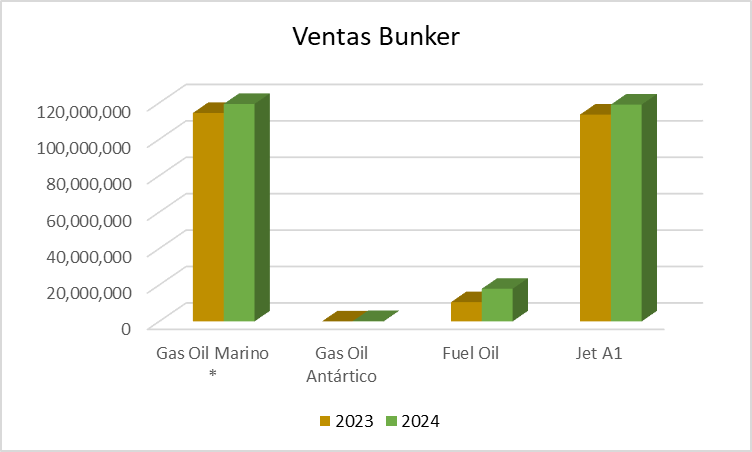 Ventas Bunker
120,000,000
100,000,000
80,000,000
60,000,000
40,000,000
20,000,000
0
Gas Oil Marino
*
Gas Oil
Antártico
Fuel Oil
Jet A1
2023
2024